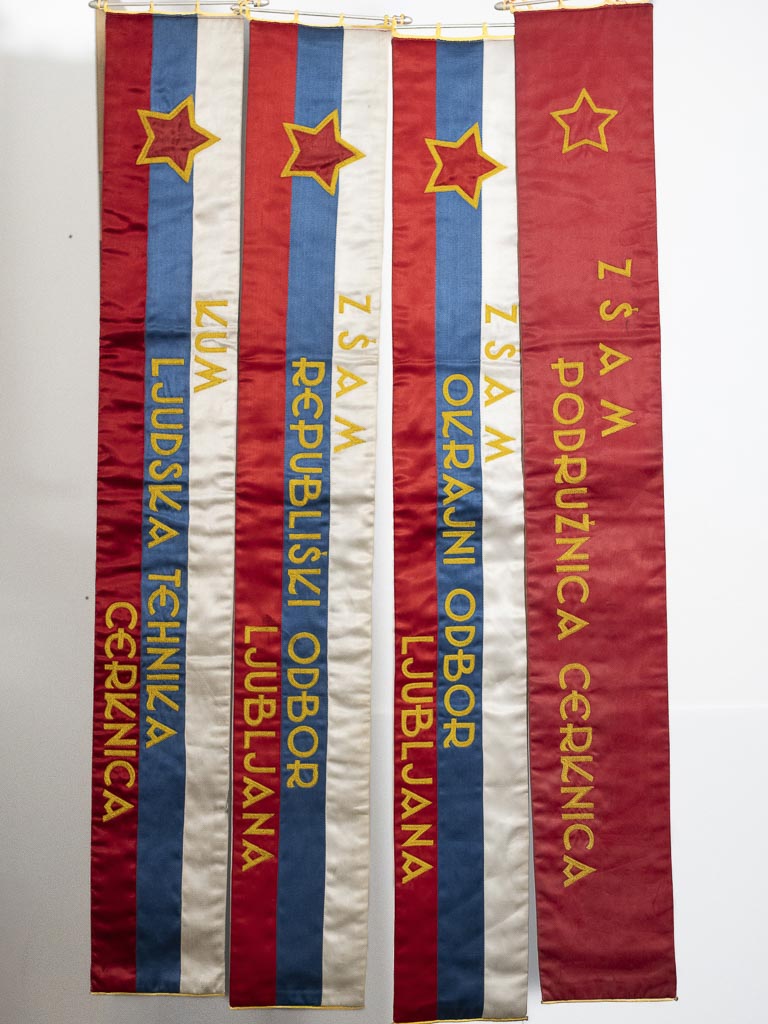 KUM
LJUDSKA TEHNIKA
CERKNICA
ZŠAM
REPUBLIŠKI ODBOR
LJUBLJANA
ZŠAM
OKRAJNI ODBOR
LJUBLJANA
ZŠAM
PODRUŽNICA CERKNICA